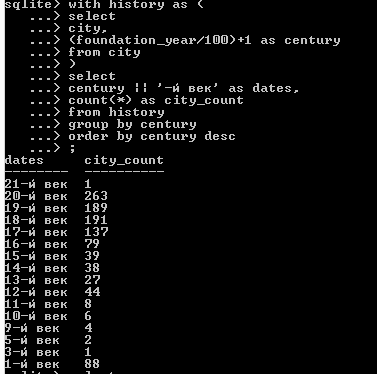 sqlite> with history as (
   ...> select
   ...> city,
   ...> (foundation_year/100)+1 as century
   ...> from city
   ...> )
   ...> select
   ...> century || '-й век' as dates,
   ...> count(*) as city_count
   ...> from history
   ...> group by century
   ...> order by century desc
   ...> ;
dates     city_count
--------  ----------
21-й век  1
20-й век  263
19-й век  189
18-й век  191
17-й век  137
16-й век  79
15-й век  39
14-й век  38
13-й век  27
12-й век  44
11-й век  8
10-й век  6
9-й век   4
5-й век   2
3-й век   1
1-й век   88